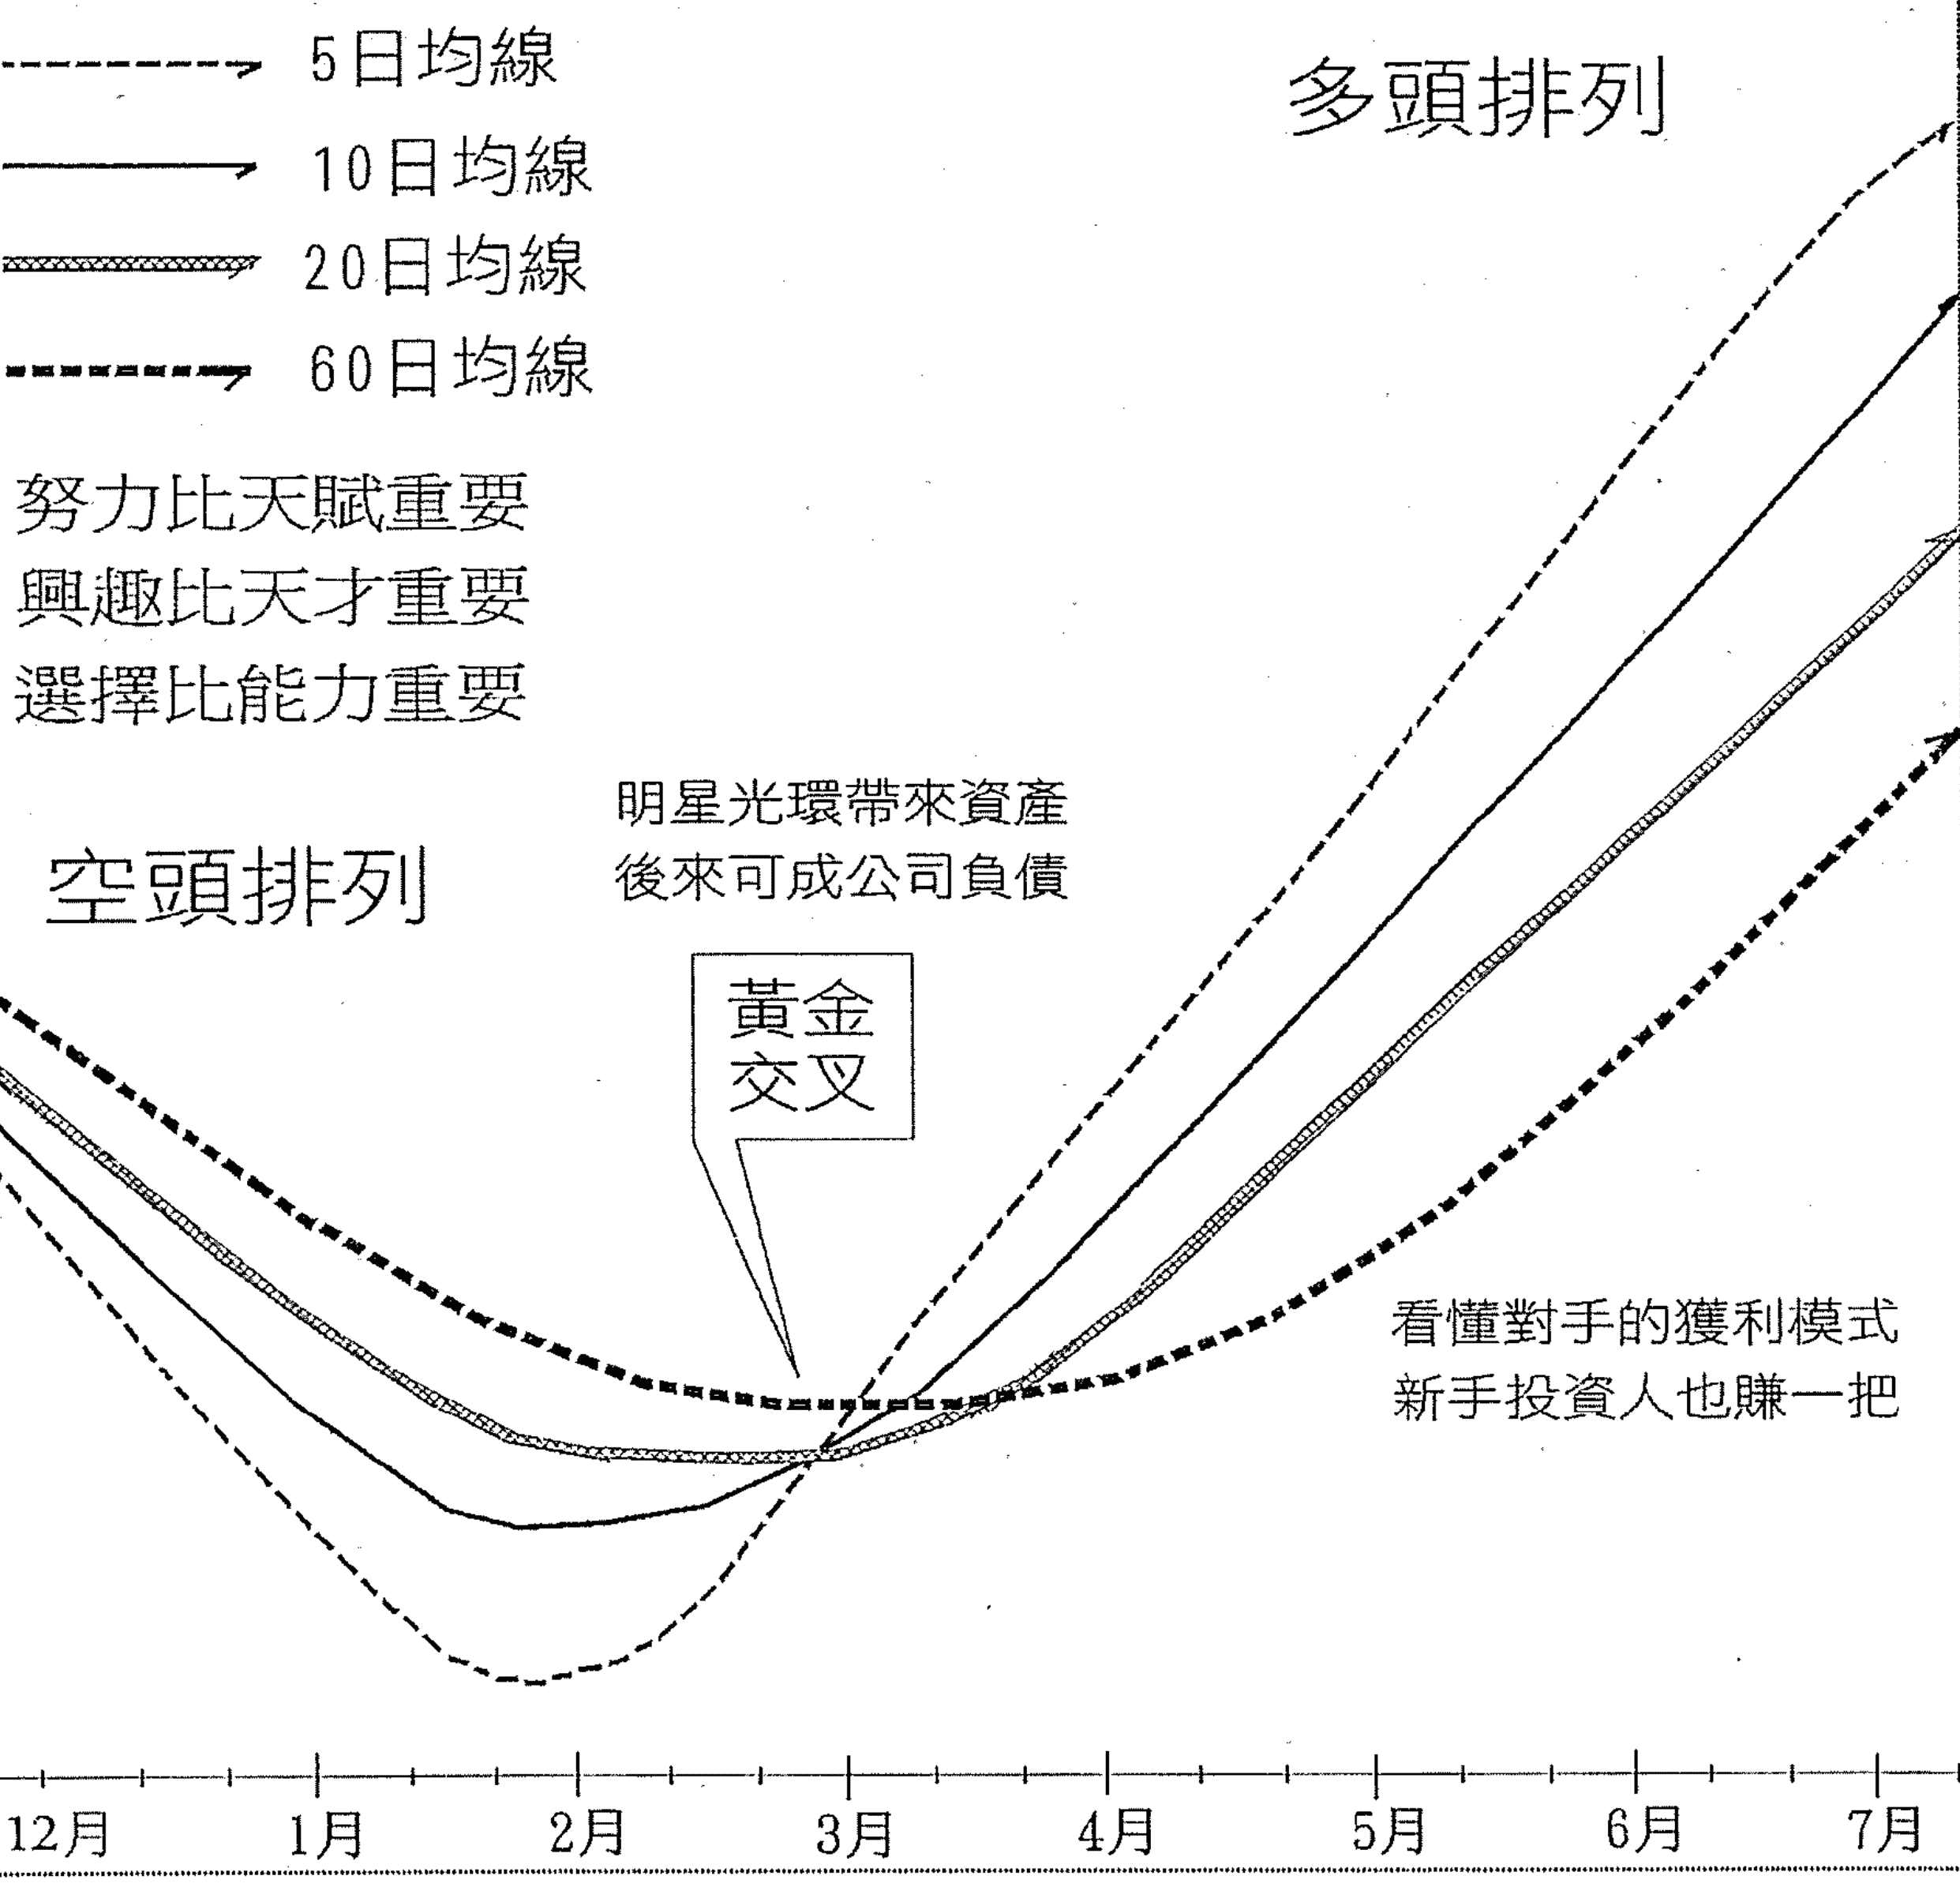 5日均線
10日均線
20日均線
60日均線
多頭排列
努力比天賦重要
興趣比天才重要
選擇比能力重要
明星光環帶來資產
後來可成公司負債
空頭排列
黃金
交叉
看懂對手的獲利模式
新手投資人也賺一把
12月 1月 2月 3月 4月 5月 6月 7月